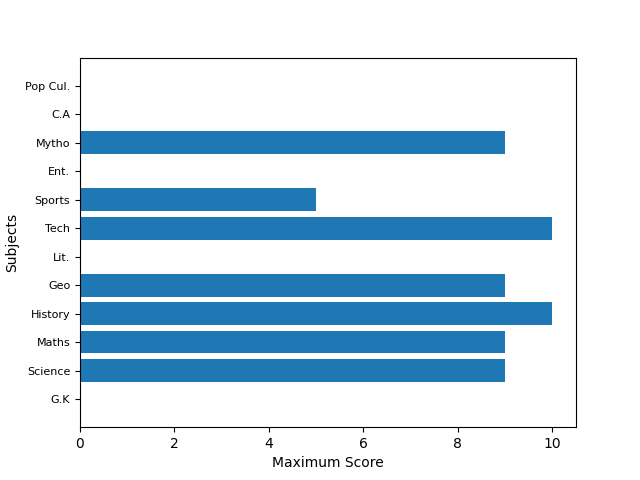 Pop Cul.
C.A
Mytho
Ent.
Sports
Tech
Lit.
Geo
History
Maths
Science
G.K
Subjects
0 2 4 6 8 10
Maximum Score